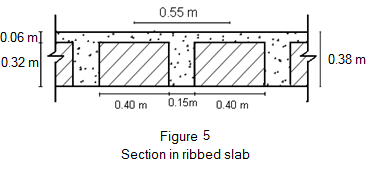 0.55 m
0.06 m
0.32 m
0.38 m
0.40 m 0.15m 0.40 m
Figure 5
Section in ribbed slab